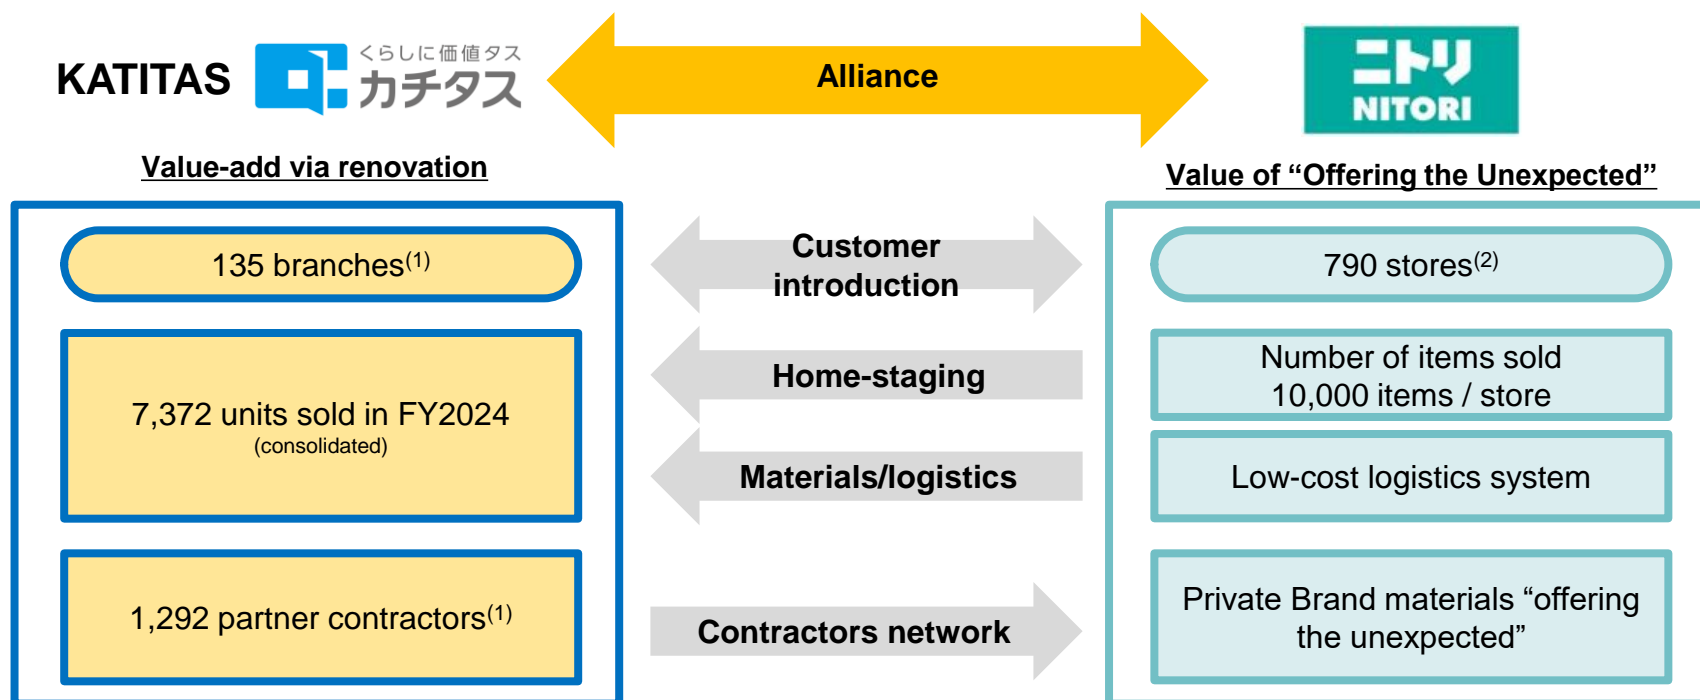 KATITAS
くらしに価値タス
カチタス
Alliance
ニトリ
NITORI
Value-add via renovation
Value of “Offering the Unexpected”
135 branches(1)
Customer
introduction
790 stores(2)
7,372 units sold in FY2024
(consolidated)
Home-staging
Number of items sold
10,000 items / store
Materials/logistics
Low-cost logistics system
1,292 partner contractors(1)
Contractors network
Private Brand materials “offering
the unexpected”